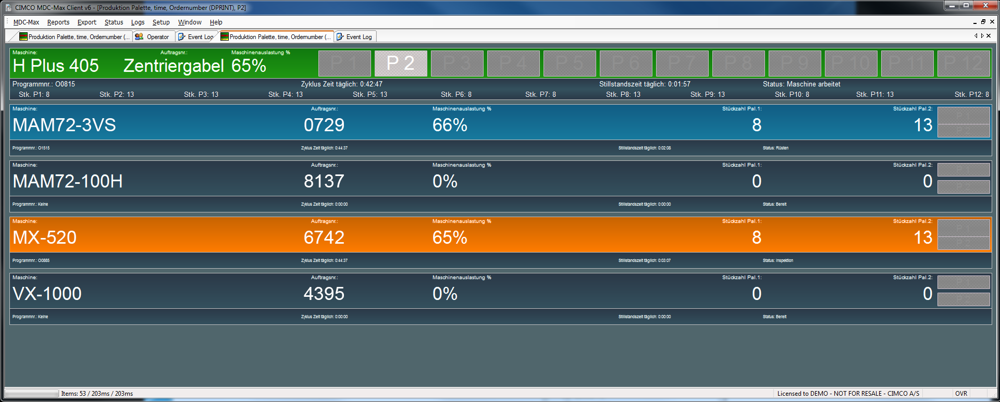 CIMCO MDC-Max Client v6 - [Produktion Palette, time, Ordernumber (DPRINT), P2]
MDC-Max Reports Export Status Logs Setup Window Help
Produktion Palette, time, Ordernumber (... Operator Event Log Produktion Palette, time, Ordernumber (... Event Log
Maschine: Auftragsnr.: Maschinenauslastung %
H Plus 405 Zentriergabel 65% P 1 P 2 P 3 P 4 P 5 P 6 P 7 P 8 P 9 P 10 P 11 P 12
Programmnr.: O0815 Zyklus Zeit täglich: 0:42:47 Stillstandszeit täglich: 0:01:57 Status: Maschine arbeitet
Stk. P1: 8 Stk. P2: 13 Stk. P3: 13 Stk. P4: 13 Stk. P5: 13 Stk. P6: 8 Stk. P7: 8 Stk. P8: 13 Stk. P9: 13 Stk. P10: 8 Stk. P11: 13 Stk. P12: 8
Maschine: Auftragsnr.: Maschinenauslastung % Stückzahl Pal.1: Stückzahl Pal.2:
MAM72-3VS 0729 66% 8 13 P 1
P 2
Programmnr.: O1515 Zyklus Zeit täglich: 0:44:37 Stillstandszeit täglich: 0:02:08 Status: Rüsten
Maschine: Auftragsnr.: Maschinenauslastung % Stückzahl Pal.1: Stückzahl Pal.2:
MAM72-100H 8137 0% 0 0 P 1
P 2
Programmnr.: Keine Zyklus Zeit täglich: 0:00:00 Stillstandszeit täglich: 0:00:00 Status: Bereit
Maschine: Auftragsnr.: Maschinenauslastung % Stückzahl Pal.1: Stückzahl Pal.2:
MX-520 6742 65% 8 13 P 1
P 2
Programmnr.: O0885 Zyklus Zeit täglich: 0:44:37 Stillstandszeit täglich: 0:03:07 Status: Inspektion
Maschine: Auftragsnr.: Maschinenauslastung % Stückzahl Pal.1: Stückzahl Pal.2:
VX-1000 4395 0% 0 0 P 1
P 2
Programmnr.: Keine Zyklus Zeit täglich: 0:00:00 Stillstandszeit täglich: 0:00:00 Status: Bereit
Items: 53 / 203ms / 203ms Licensed to DEMO - NOT FOR RESALE - CIMCO A/S OVR